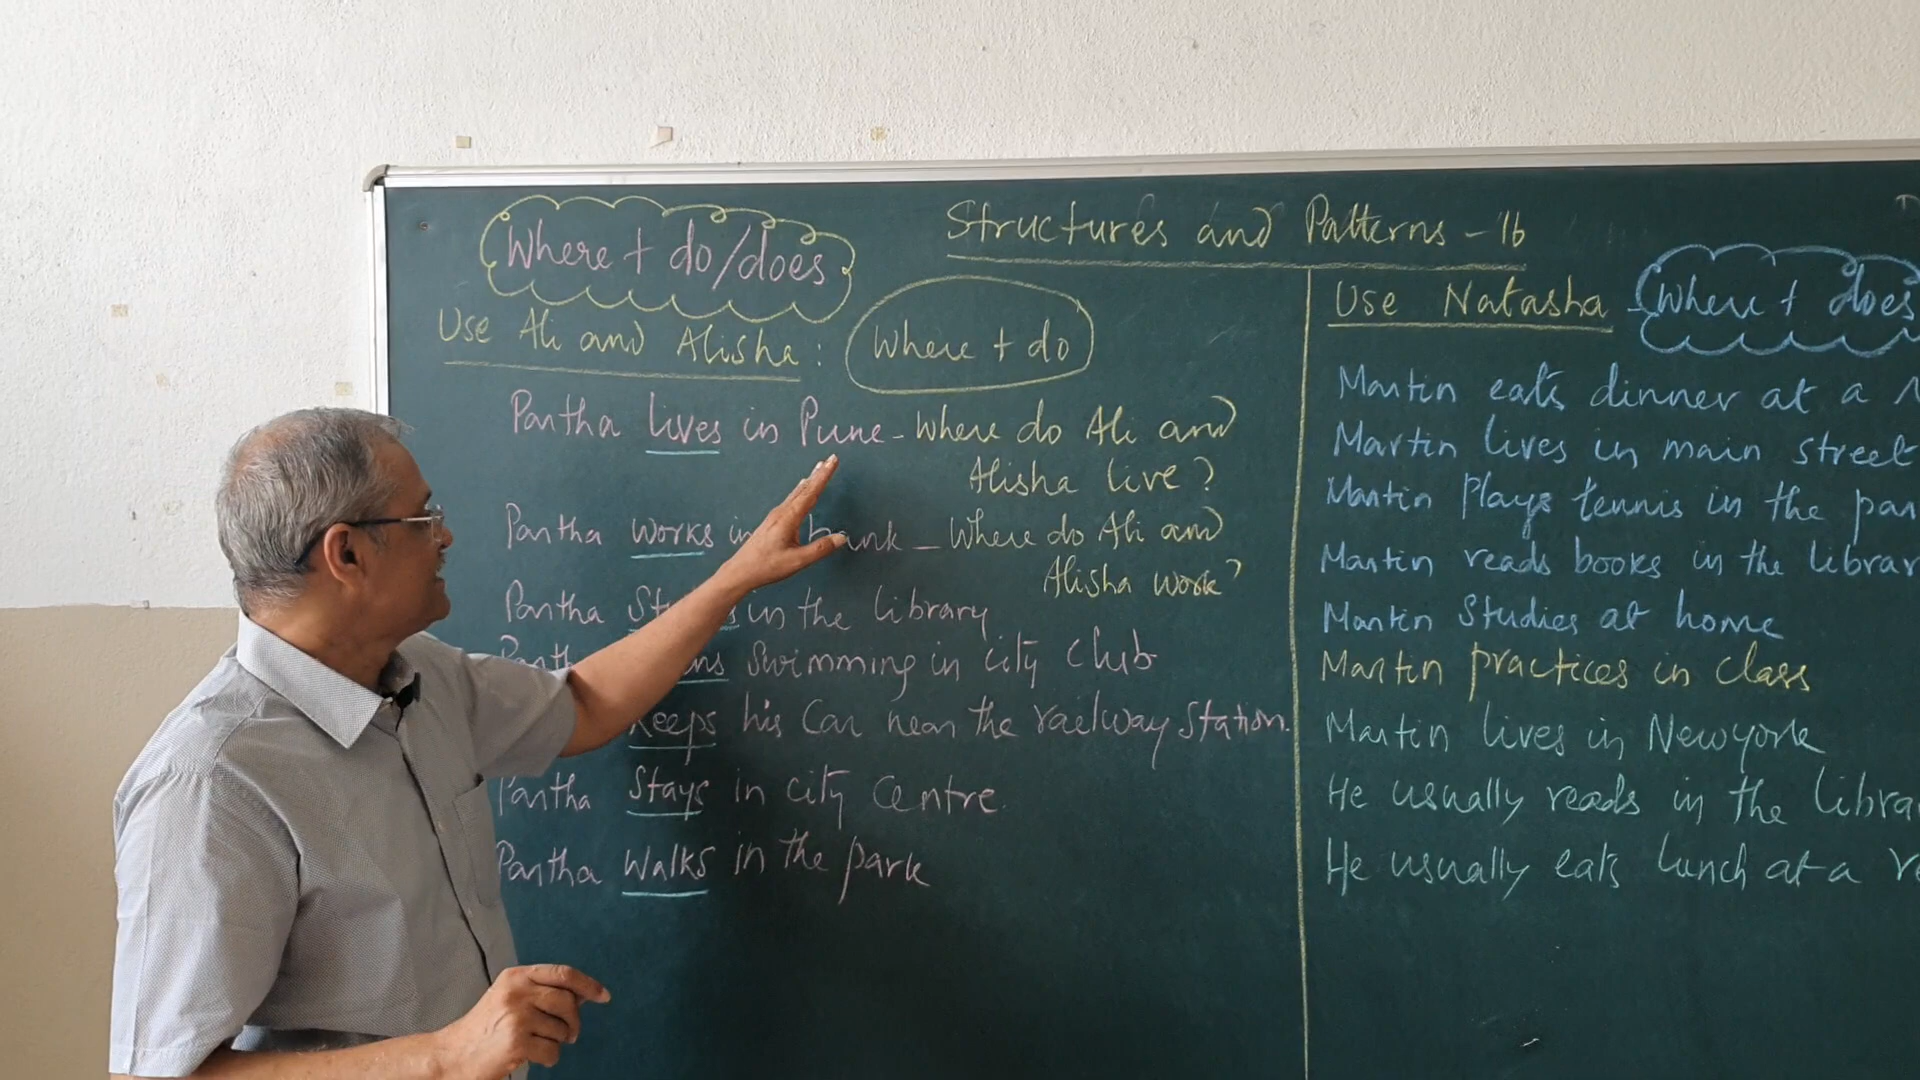 Structures and Patterns - 16
Where + do/does
Use Ali and Alisha : Where + do
Partha lives in Pune - Where do Ali and
Alisha live?
Partha works in bank - Where do Ali and
Alisha work?
Partha in the library
Swimming in city club
Keeps his Car near the railway Station.
Partha Stays in city Centre.
Partha Walks in the park
Use Natasha - Where + does
Martin eats dinner at a
Martin lives in main street
Martin Plays tennis in the
Martin reads books in the
Martin Studies at home
Martin practices in class
Martin lives in Newyork
He usually reads in the
He usually eats lunch at a